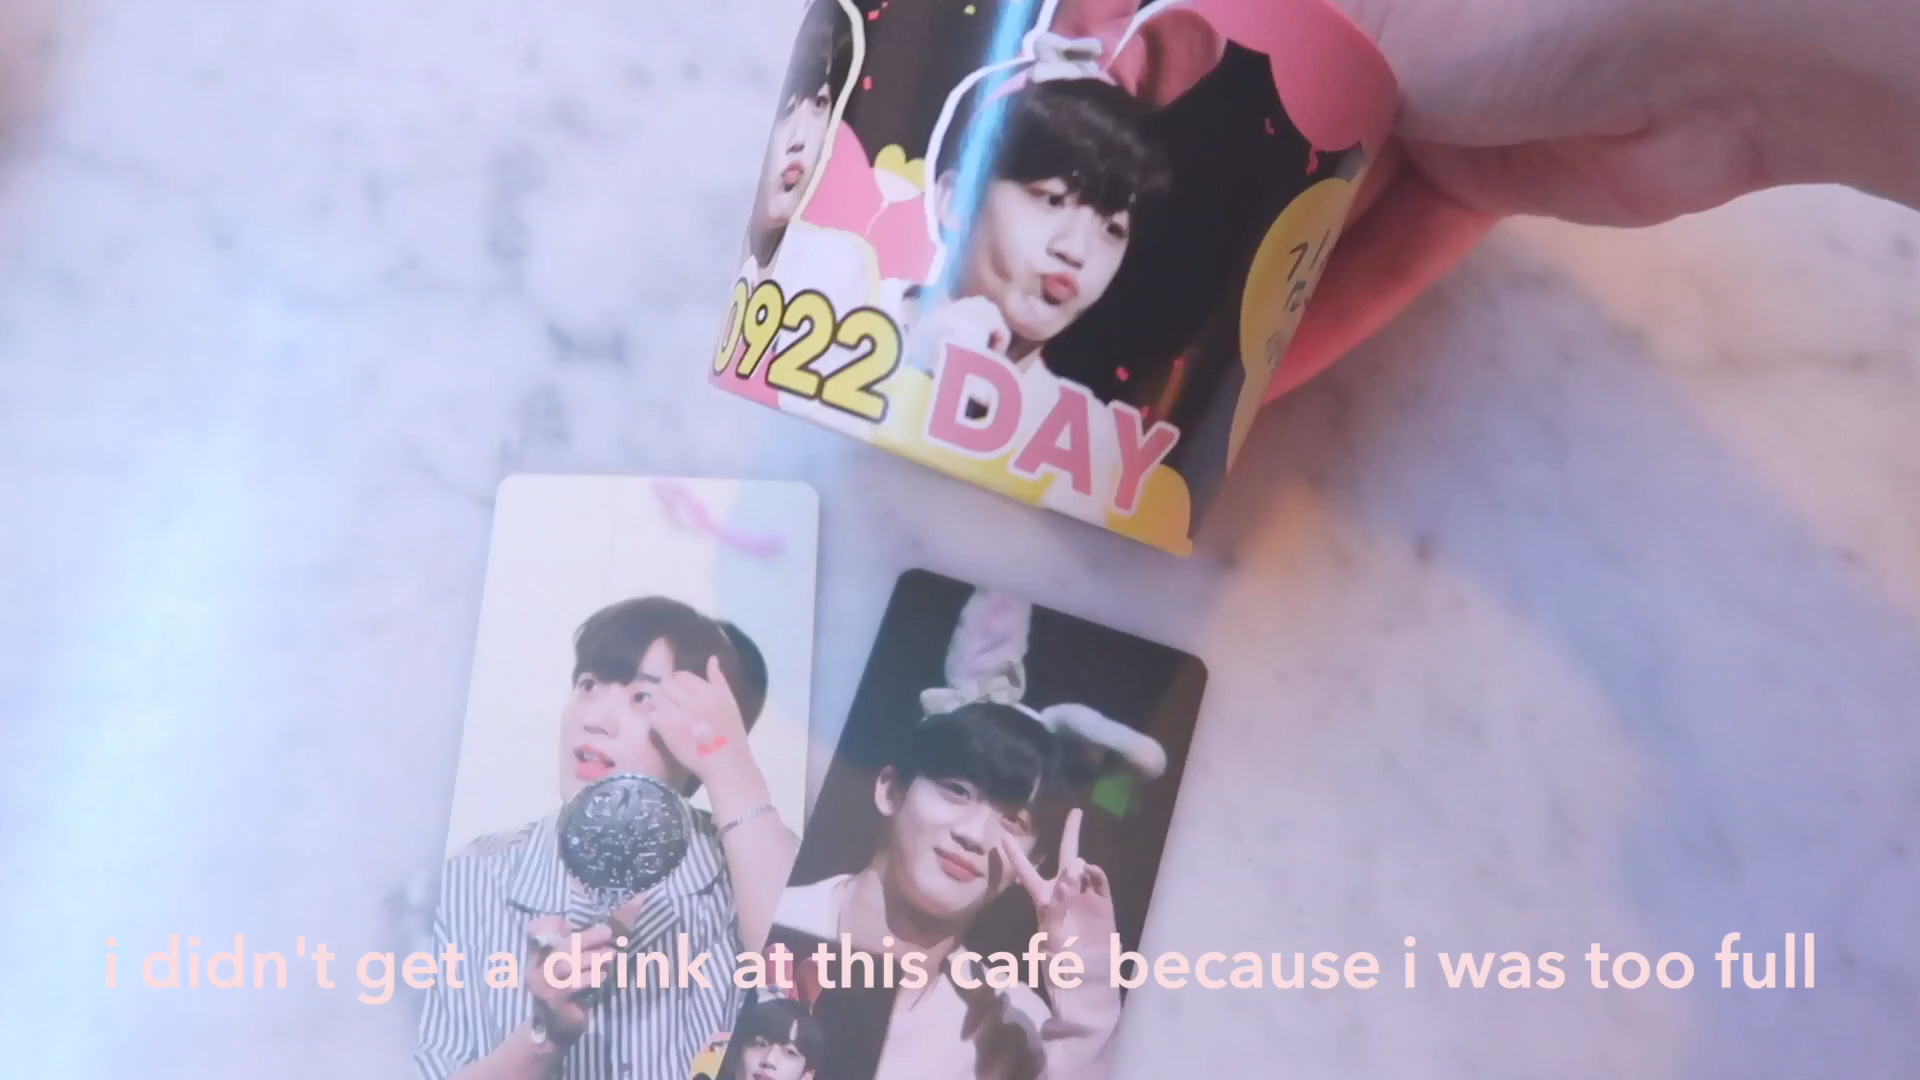 0922 DAY
i didn't get a drink at this café because i was too full